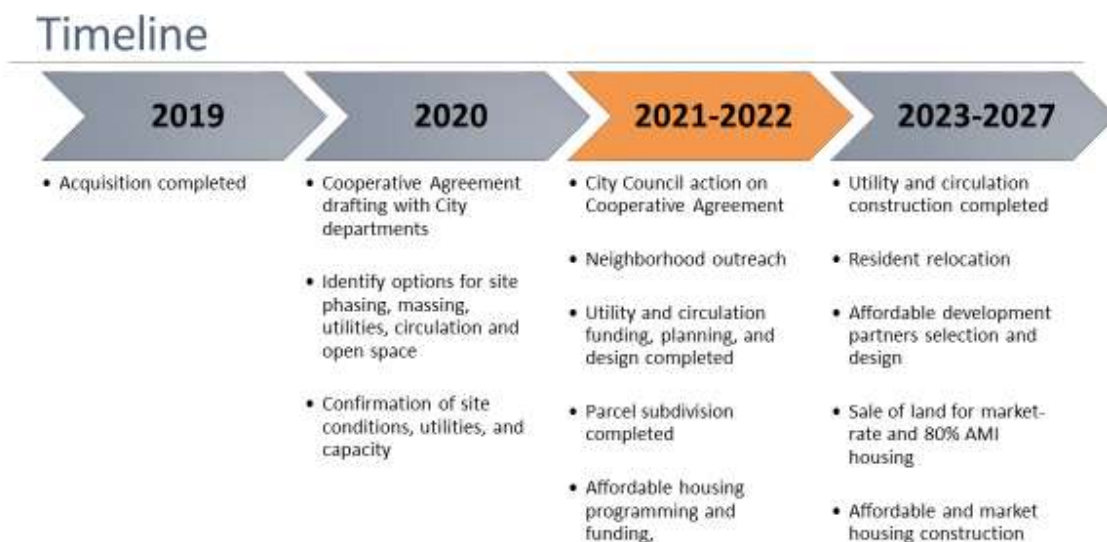 Timeline
2019
2020
2021-2022
2023-2027
• Acquisition completed
• Cooperative Agreement
drafting with City
departments
• Identify options for site
phasing, massing,
utilities, circulation and
open space
• Confirmation of site
conditions, utilities, and
capacity
• City Council action on
Cooperative Agreement
• Neighborhood outreach
• Utility and circulation
funding, planning, and
design completed
• Parcel subdivision
completed
• Affordable housing
programming and
funding,
• Utility and circulation
construction completed
• Resident relocation
• Affordable development
partners selection and
design
• Sale of land for market-
rate and 80% AMI
housing
• Affordable and market
housing construction